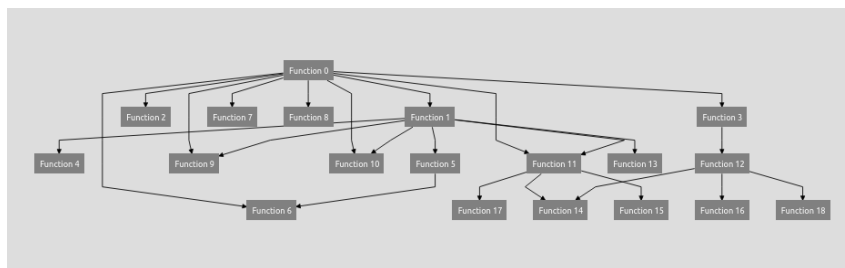 Function 0
Function 2
Function 7
Function 8
Function 1
Function 3
Function 4
Function 9
Function 10
Function 5
Function 11
Function 13
Function 12
Function 6
Function 17
Function 14
Function 15
Function 16
Function 18